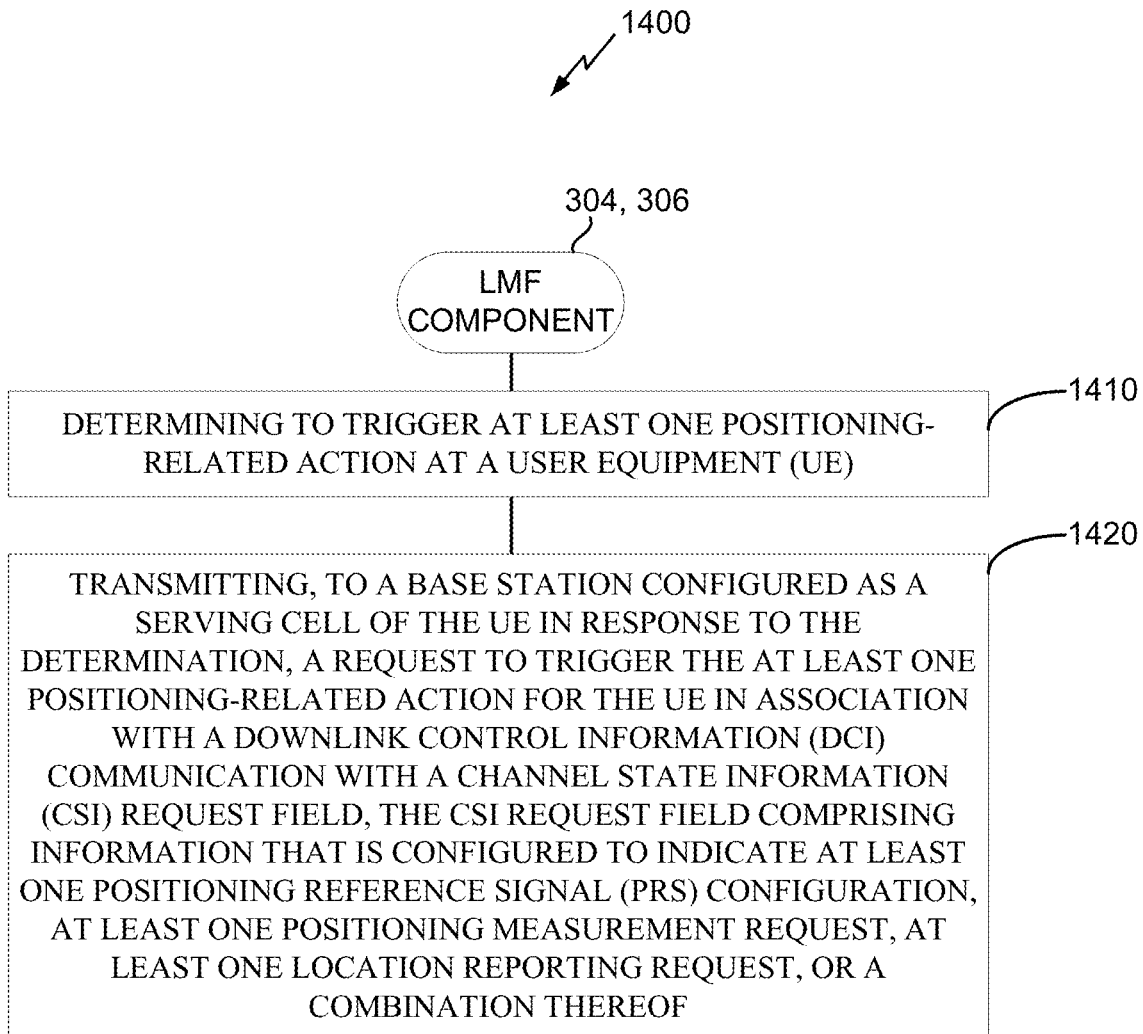 1400
304, 306
LMF
COMPONENT
1410
DETERMINING TO TRIGGER AT LEAST ONE POSITIONING-
RELATED ACTION AT A USER EQUIPMENT (UE)
1420
TRANSMITTING, TO A BASE STATION CONFIGURED AS A
SERVING CELL OF THE UE IN RESPONSE TO THE
DETERMINATION, A REQUEST TO TRIGGER THE AT LEAST ONE
POSITIONING-RELATED ACTION FOR THE UE IN ASSOCIATION
WITH A DOWNLINK CONTROL INFORMATION (DCI)
COMMUNICATION WITH A CHANNEL STATE INFORMATION
(CSI) REQUEST FIELD, THE CSI REQUEST FIELD COMPRISING
INFORMATION THAT IS CONFIGURED TO INDICATE AT LEAST
ONE POSITIONING REFERENCE SIGNAL (PRS) CONFIGURATION,
AT LEAST ONE POSITIONING MEASUREMENT REQUEST, AT
LEAST ONE LOCATION REPORTING REQUEST, OR A
COMBINATION THEREOF